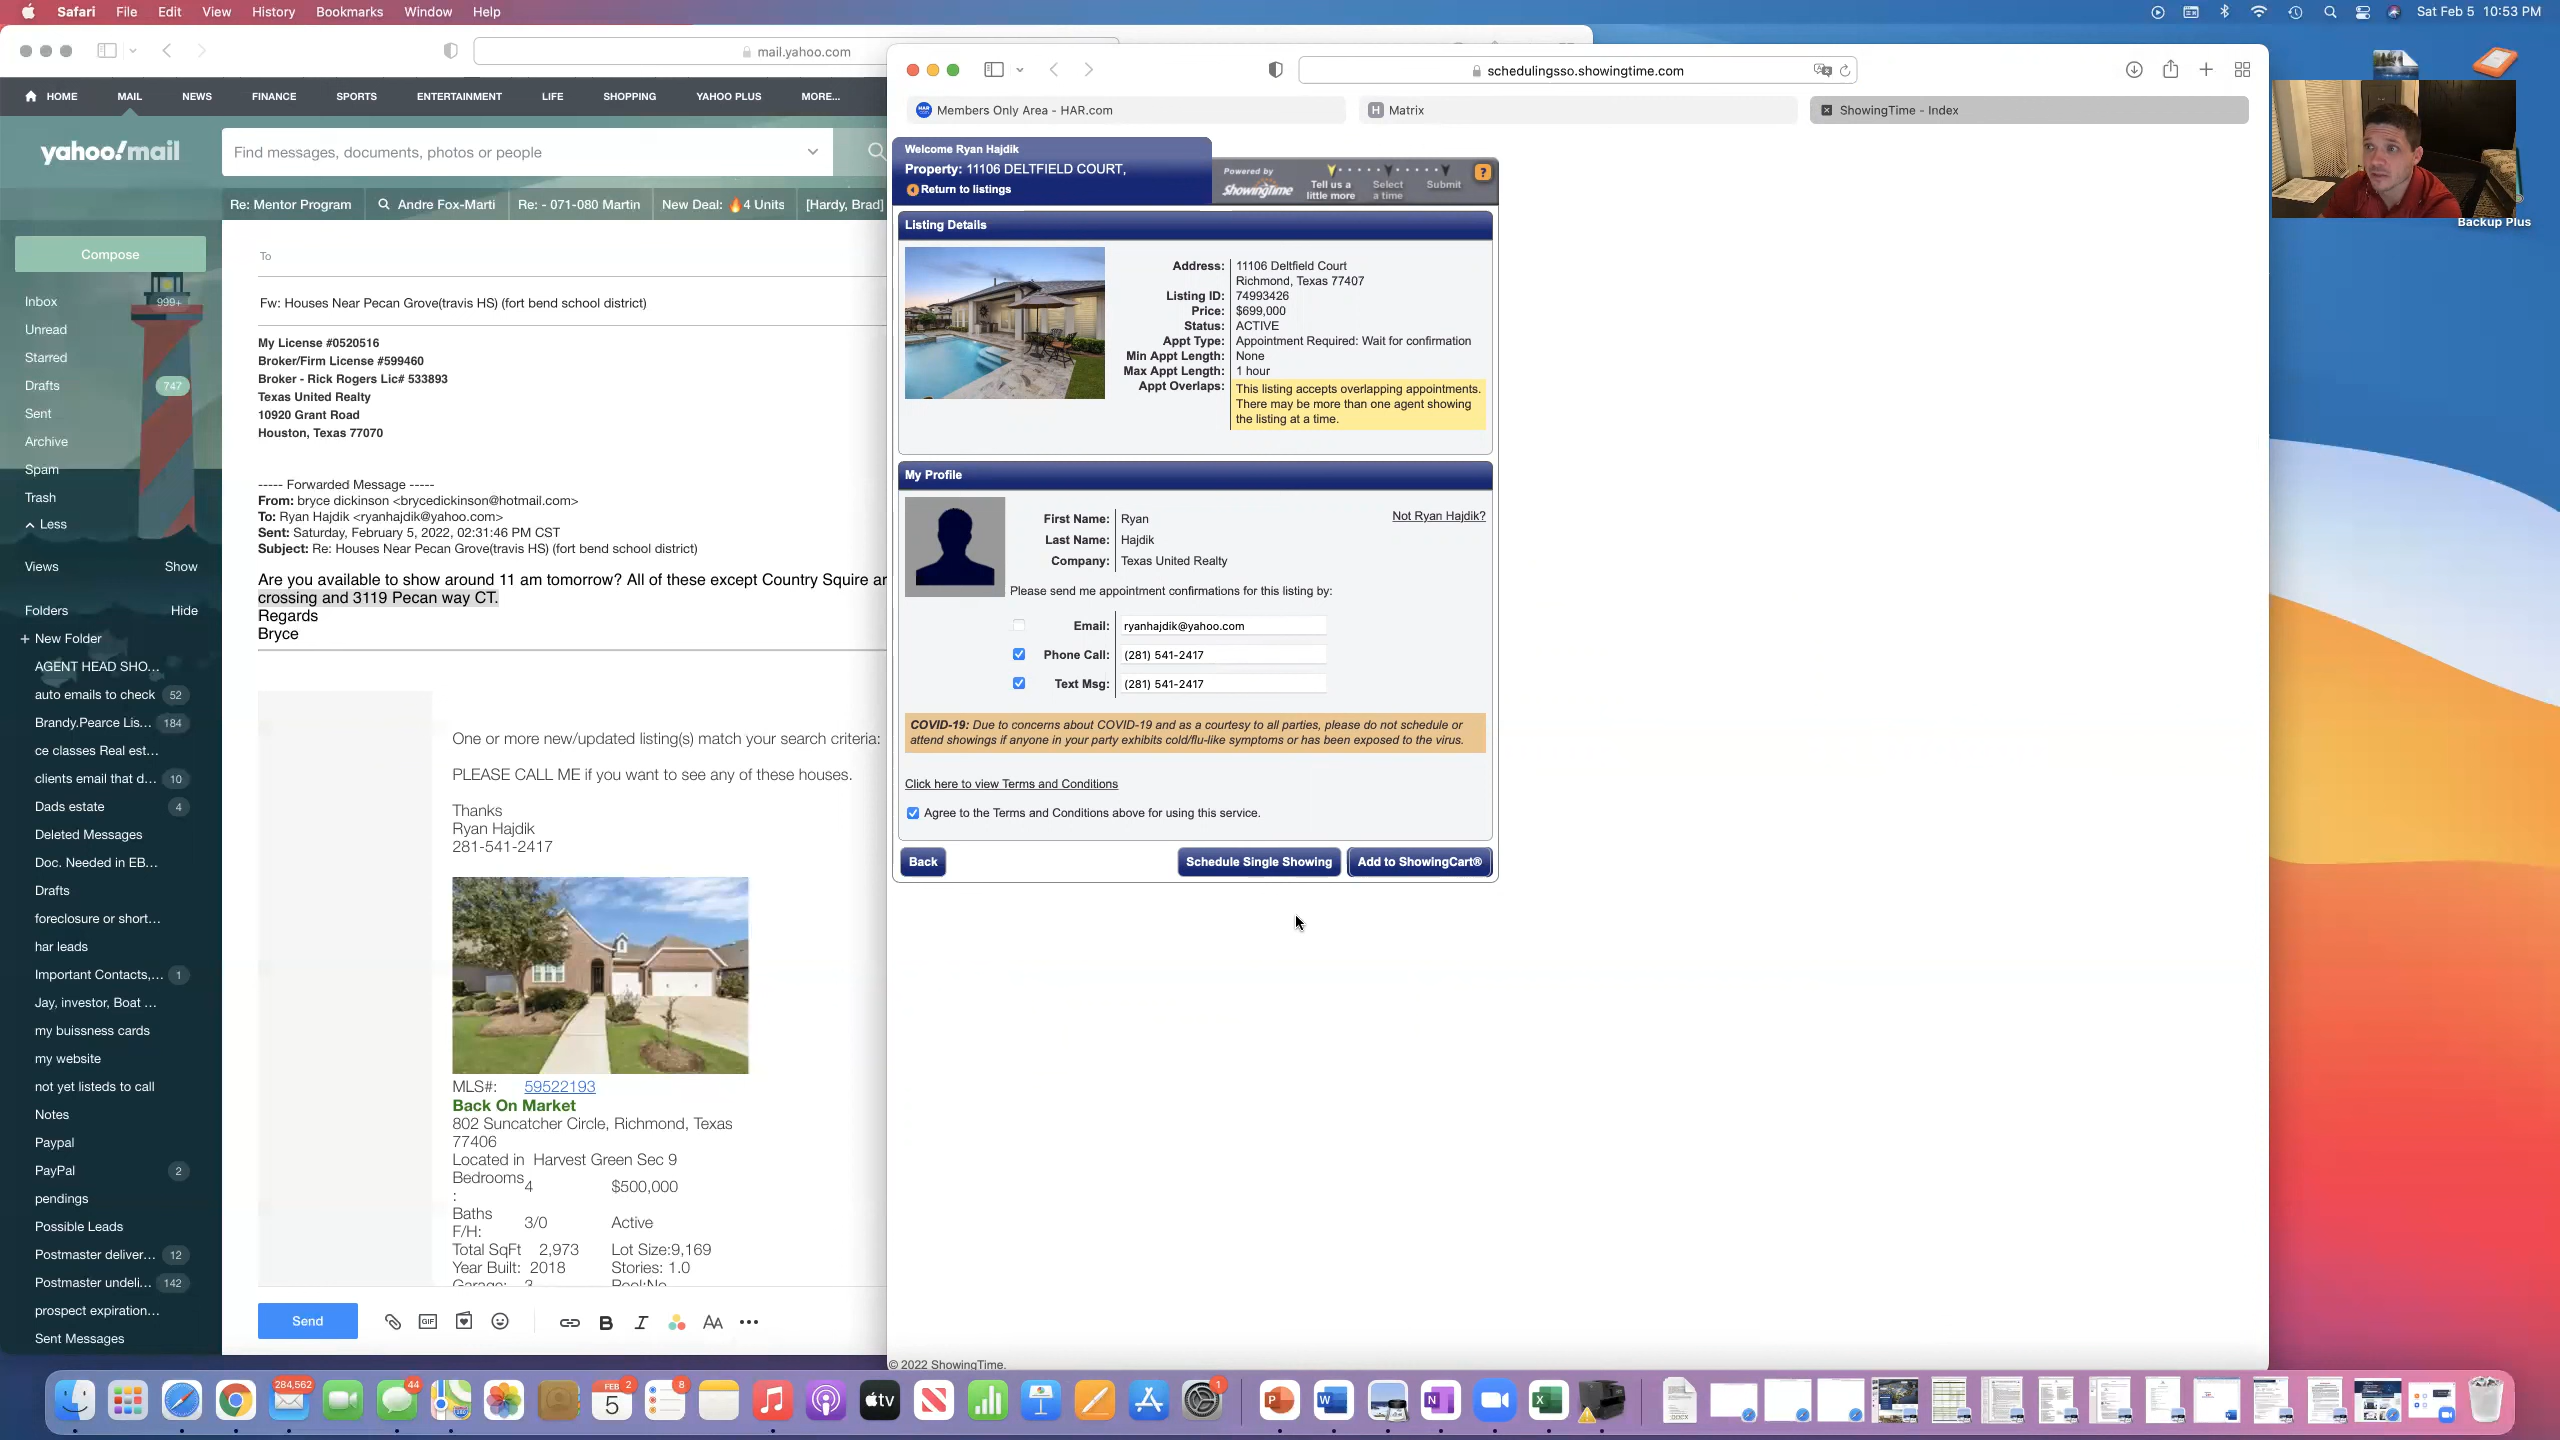 Safari File Edit View History Bookmarks Window Help
Sat Feb 5 10:53 PM
mail.yahoo.com
HOME MAIL NEWS FINANCE SPORTS ENTERTAINMENT LIFE SHOPPING YAHOO PLUS MORE...
yahoo!mail
Find messages, documents, photos or people
Re: Mentor Program
Andre Fox-Marti
Re: - 071-080 Martin
New Deal: 🔥4 Units
[Hardy, Brad]
Compose
Inbox 999+
Unread
Starred
Drafts 747
Sent
Archive
Spam
Trash
Less
Views Show
Folders Hide
+ New Folder
AGENT HEAD SHO...
auto emails to check 52
Brandy.Pearce Lis... 184
ce classes Real est...
clients email that d... 10
Dads estate 4
Deleted Messages
Doc. Needed in EB...
Drafts
foreclosure or short...
har leads
Important Contacts,... 1
Jay, investor, Boat ...
my buissness cards
my website
not yet listeds to call
Notes
Paypal
PayPal 2
pendings
Possible Leads
Postmaster deliver... 12
Postmaster undeli... 142
prospect expiration...
Sent Messages
To
Fw: Houses Near Pecan Grove(travis HS) (fort bend school district)
My License #0520516
Broker/Firm License #599460
Broker - Rick Rogers Lic# 533893
Texas United Realty
10920 Grant Road
Houston, Texas 77070
----- Forwarded Message -----
From: bryce dickinson <brycedickinson@hotmail.com>
To: Ryan Hajdik <ryanhajdik@yahoo.com>
Sent: Saturday, February 5, 2022, 02:31:46 PM CST
Subject: Re: Houses Near Pecan Grove(travis HS) (fort bend school district)
Are you available to show around 11 am tomorrow? All of these except Country Squire ar
crossing and 3119 Pecan way CT.
Regards
Bryce
One or more new/updated listing(s) match your search criteria:
PLEASE CALL ME if you want to see any of these houses.
Thanks
Ryan Hajdik
281-541-2417
MLS#: 59522193
Back On Market
802 Suncatcher Circle, Richmond, Texas
77406
Located in Harvest Green Sec 9
Bedrooms
: 4 $500,000
Baths
F/H: 3/0 Active
Total SqFt 2,973 Lot Size:9,169
Year Built: 2018 Stories: 1.0
Garage: 3 Pool:No
Send
GIF
B I AA
schedulingsso.showingtime.com
Members Only Area - HAR.com
H Matrix
ShowingTime - Index
Welcome Ryan Hajdik
Property: 11106 DELTFIELD COURT,
Return to listings
Powered by
ShowingTime
Tell us a
little more
Select
a time
Submit
?
Listing Details
Address: 11106 Deltfield Court
Richmond, Texas 77407
Listing ID: 74993426
Price: $699,000
Status: ACTIVE
Appt Type: Appointment Required: Wait for confirmation
Min Appt Length: None
Max Appt Length: 1 hour
Appt Overlaps: This listing accepts overlapping appointments.
There may be more than one agent showing
the listing at a time.
My Profile
First Name: Ryan
Last Name: Hajdik
Company: Texas United Realty
Not Ryan Hajdik?
Please send me appointment confirmations for this listing by:
Email: ryanhajdik@yahoo.com
Phone Call: (281) 541-2417
Text Msg: (281) 541-2417
COVID-19: Due to concerns about COVID-19 and as a courtesy to all parties, please do not schedule or
attend showings if anyone in your party exhibits cold/flu-like symptoms or has been exposed to the virus.
Click here to view Terms and Conditions
Agree to the Terms and Conditions above for using this service.
Back
Schedule Single Showing
Add to ShowingCart®
© 2022 ShowingTime.
Backup Plus
284,562
44
FEB 2
5
8
tv
1
P
W
N
X
DOCX